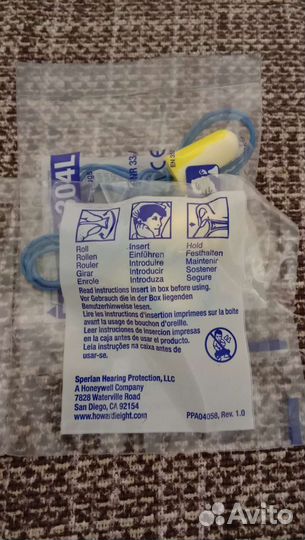 304L
NR 33
CE
EN 35
Roll
Rollen
Rouler
Girar
Enrole
Insert
Einführen
Introduire
Introducir
Introduza
Hold
Festhalten
Maintenir
Sostener
Segure
Read instructions insert in box before using.
Vor Gebrauch die in der Box liegenden
Benutzerhinweise lesen.
Lire les instructions d'insertion imprimees sur la boîte
avant la usage de bouchon d'oreille.
Leer instrucciones de insercion impresas
en la caja antes de usar el producto.
Leia instruções na caixa antes de
usar-se.
Sperian Hearing Protection, LLC
A Honeywell Company
7828 Waterville Road
San Diego, CA 92154
www.howardleight.com
PPA04058, Rev. 1.0
Avito